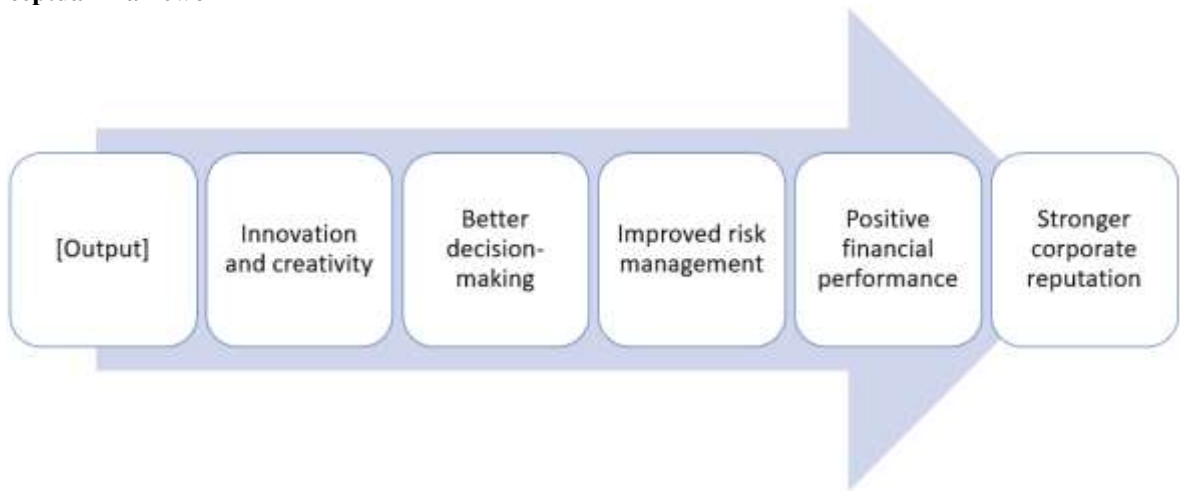 [Output]
Innovation
and creativity
Better
decision-
making
Improved risk
management
Positive
financial
performance
Stronger
corporate
reputation